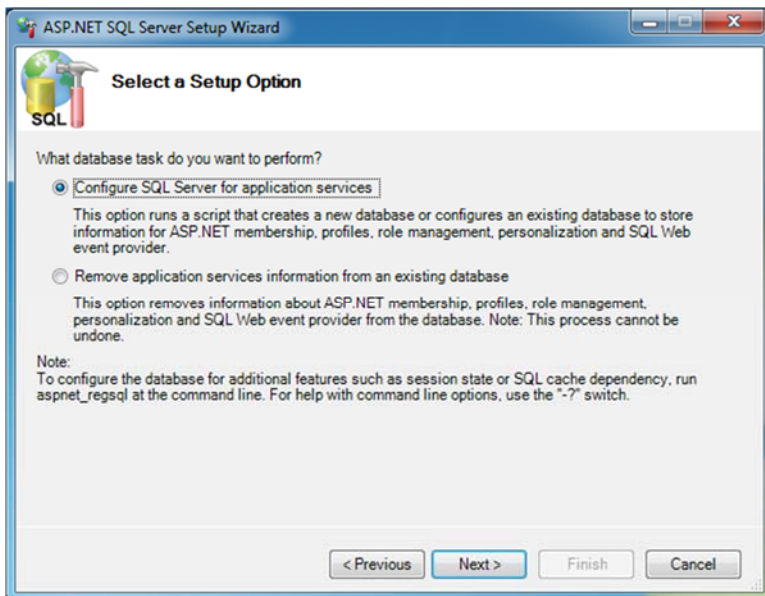 ASP.NET SQL Server Setup Wizard
Select a Setup Option
SQL
What database task do you want to perform?
Configure SQL Server for application services
This option runs a script that creates a new database or configures an existing database to store
information for ASP.NET membership, profiles, role management, personalization and SQL Web
event provider.
Remove application services information from an existing database
This option removes information about ASP.NET membership, profiles, role management,
personalization and SQL Web event provider from the database. Note: This process cannot be
undone.
Note:
To configure the database for additional features such as session state or SQL cache dependency, run
aspnet_regsql at the command line. For help with command line options, use the "-?" switch.
< Previous Next > Finish Cancel